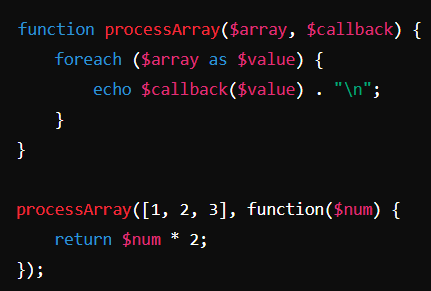 function processArray($array, $callback) {
    foreach ($array as $value) {
        echo $callback($value) . "\n";
    }
}

processArray([1, 2, 3], function($num) {
    return $num * 2;
});